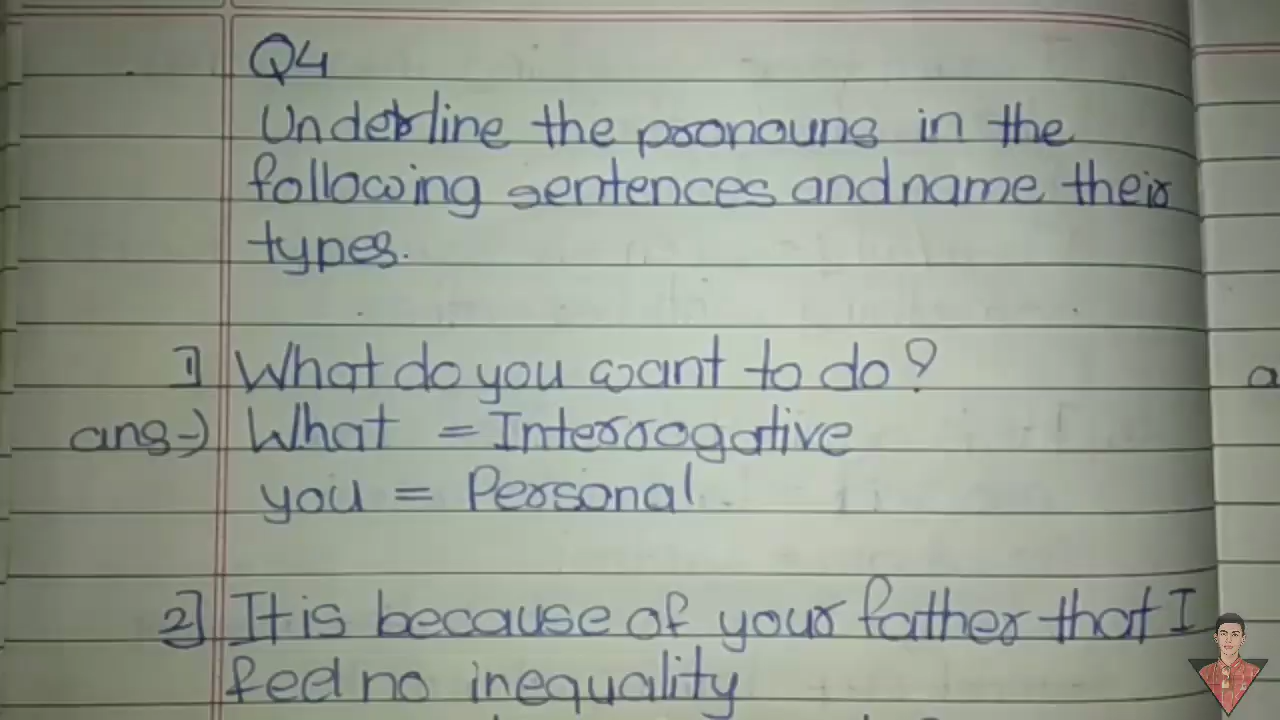 Q4
Underline the pronouns in the
following sentences and name their
types.
1] What do you want to do?
ans→) What = Interrogative
you = Personal
2] It is because of your father that I
feel no inequality
a